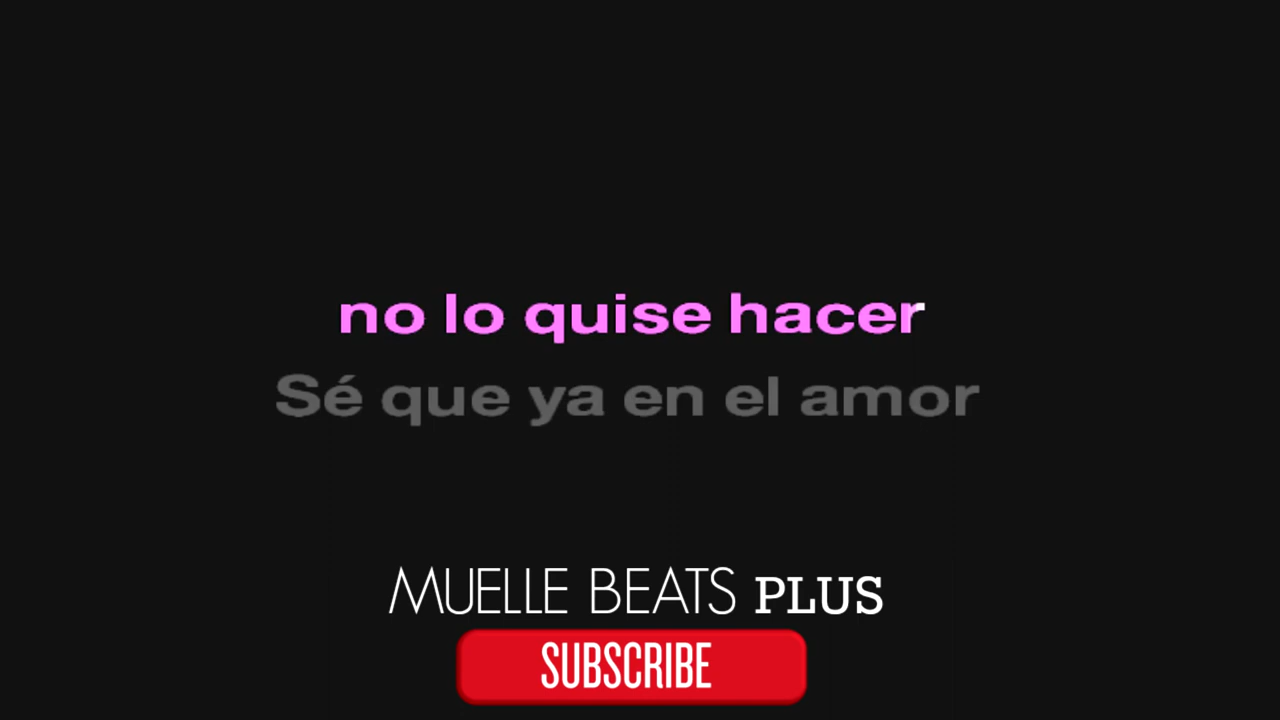 no lo quise hacer
Sé que ya en el amor
MUELLE BEATS PLUS
SUBSCRIBE